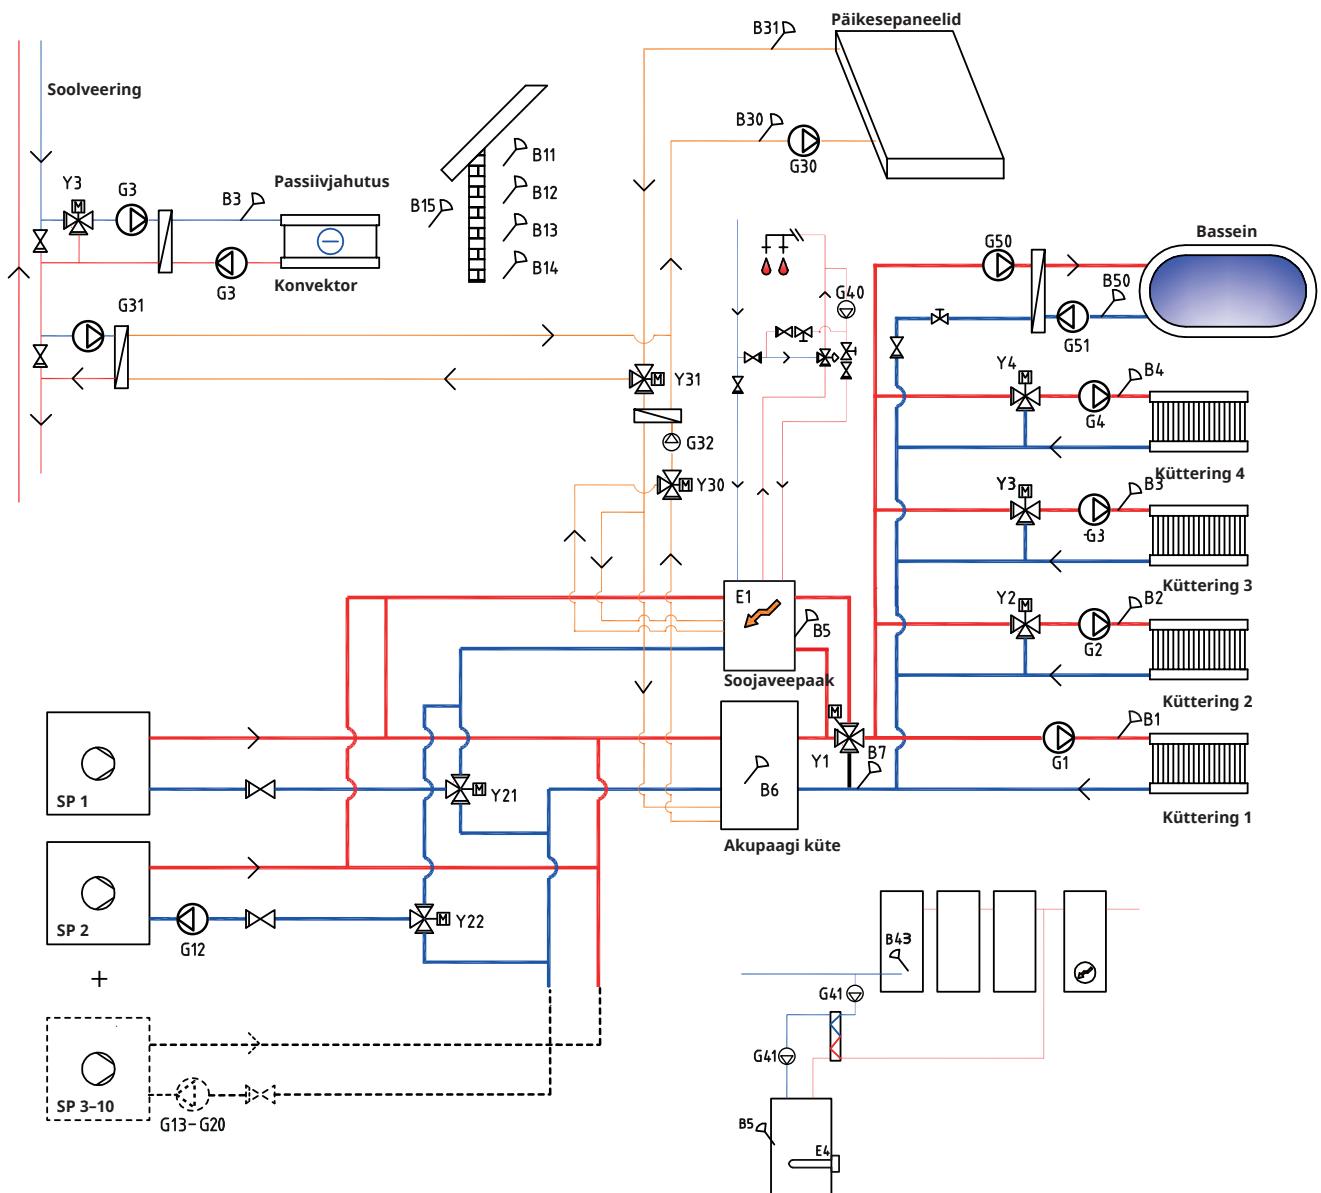 Päikesepaneelid
B31
Soolveering
B30
G30
B11
Y3
G3
B3
Passiivjahutus
B15
B12
B13
B14
G3
Konvektor
G50
Bassein
B50
G51
G40
G31
Y31
Y4
B4
G4
G32
Küttering 4
Y30
Y3
B3
G3
Küttering 3
E1
B5
Y2
B2
G2
Soojaveepaak
Küttering 2
B1
G1
Y1
B7
SP 1
Y21
B6
Küttering 1
Akupaagi küte
SP 2
G12
Y22
+
B43
G41
G41
SP 3–10
G13–G20
B5
E4
M
M
M
M
M
M
M
M
M